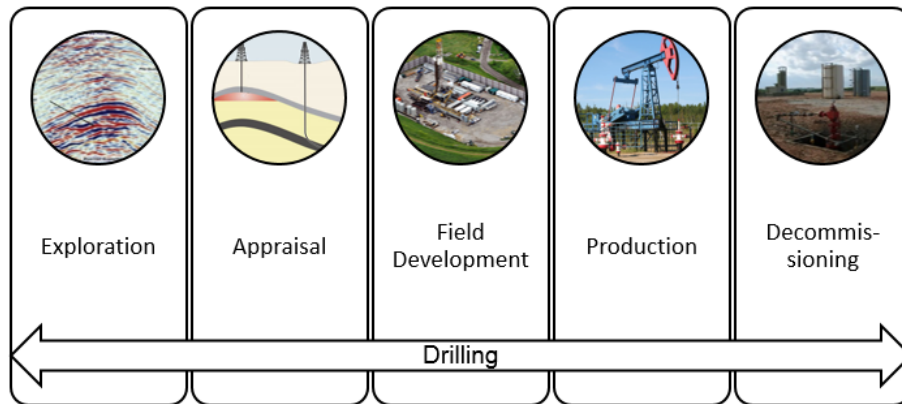 Exploration
Appraisal
Field
Development
Production
Decommis-
sioning
Drilling